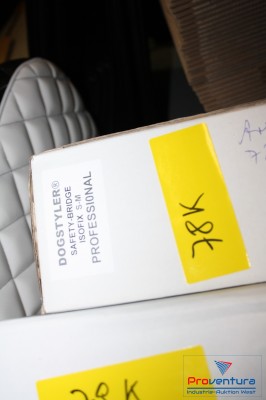 DOGSTYLER®
SAFETY-BRIDGE
ISOFIX S-M
PROFESSIONAL
78K
78K
Proventura
Industrie-Auktion West